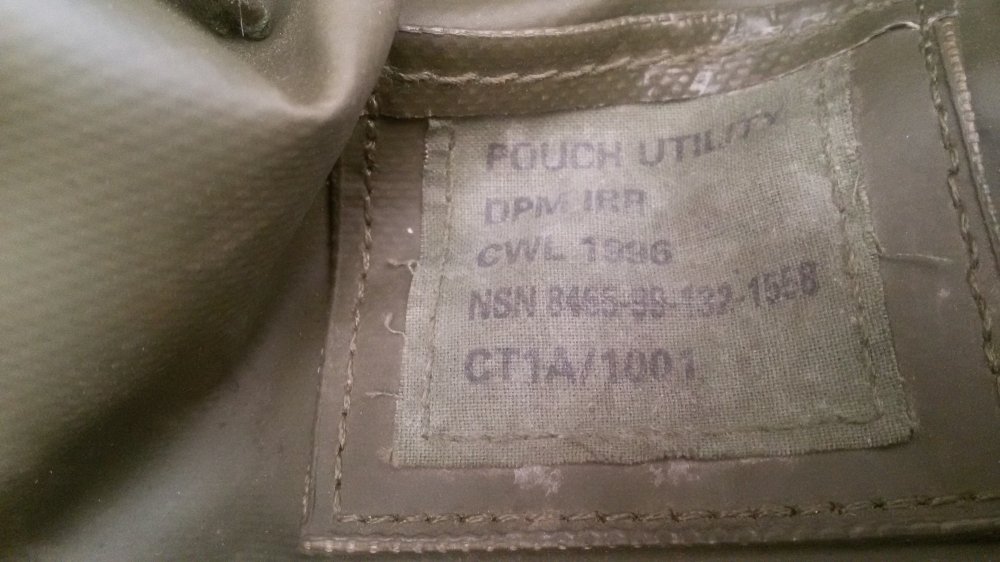 POUCH UTILITY
DPM IRR
CWL 1996
NSN 8465-99-132-1558
CT1A/1001